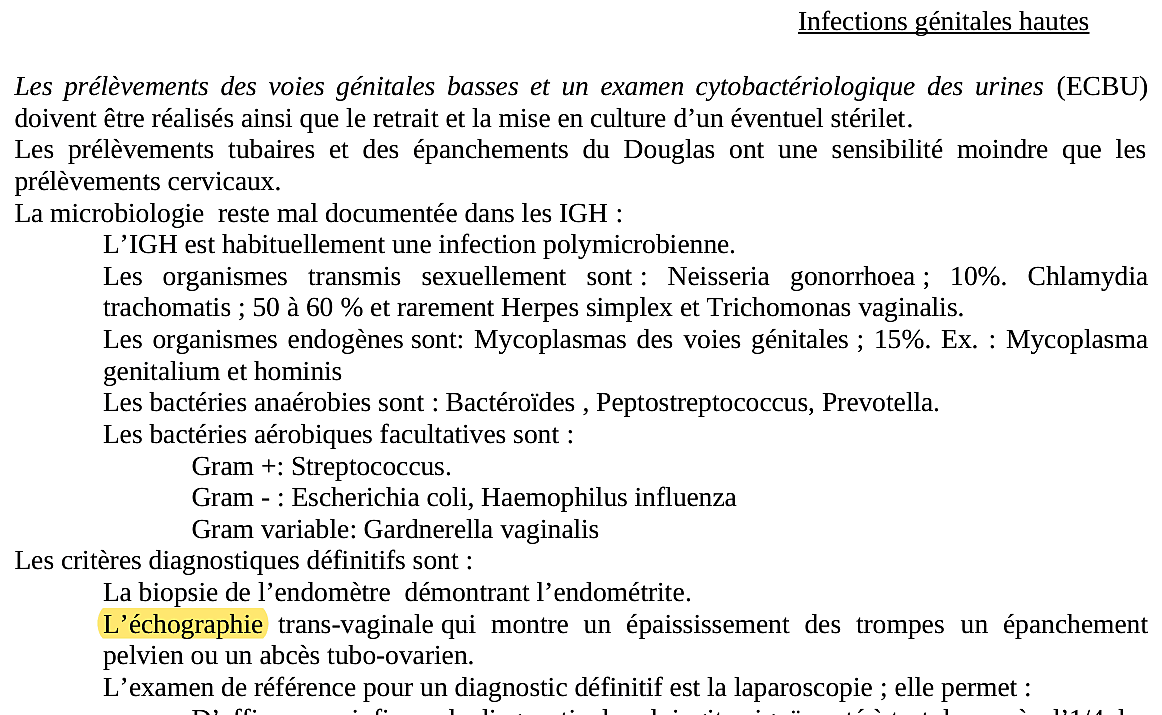 Infections génitales hautes
Les prélèvements des voies génitales basses et un examen cytobactériologique des urines (ECBU)
doivent être réalisés ainsi que le retrait et la mise en culture d’un éventuel stérilet.
Les prélèvements tubaires et des épanchements du Douglas ont une sensibilité moindre que les
prélèvements cervicaux.
La microbiologie reste mal documentée dans les IGH :
L’IGH est habituellement une infection polymicrobienne.
Les organismes transmis sexuellement sont : Neisseria gonorrhoea ; 10%. Chlamydia
trachomatis ; 50 à 60 % et rarement Herpes simplex et Trichomonas vaginalis.
Les organismes endogènes sont: Mycoplasmas des voies génitales ; 15%. Ex. : Mycoplasma
genitalium et hominis
Les bactéries anaérobies sont : Bactéroïdes , Peptostreptococcus, Prevotella.
Les bactéries aérobiques facultatives sont :
Gram +: Streptococcus.
Gram - : Escherichia coli, Haemophilus influenza
Gram variable: Gardnerella vaginalis
Les critères diagnostiques définitifs sont :
La biopsie de l’endomètre démontrant l’endométrite.
L’échographie trans-vaginale qui montre un épaississement des trompes un épanchement
pelvien ou un abcès tubo-ovarien.
L’examen de référence pour un diagnostic définitif est la laparoscopie ; elle permet :